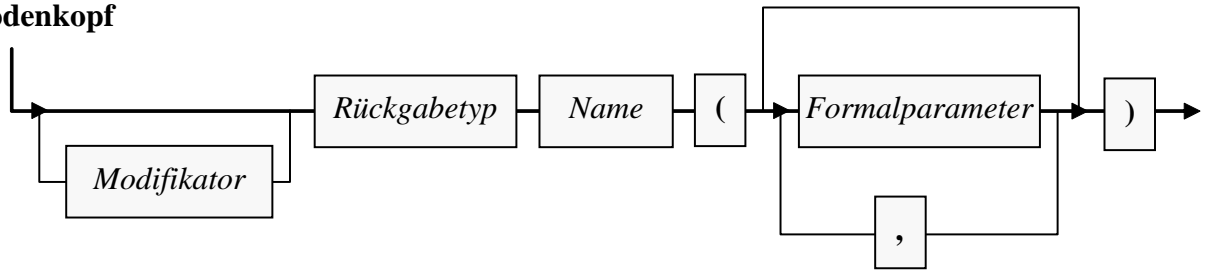 odenkopf
Rückgabetyp Name ( Formalparameter )
Modifikator
,